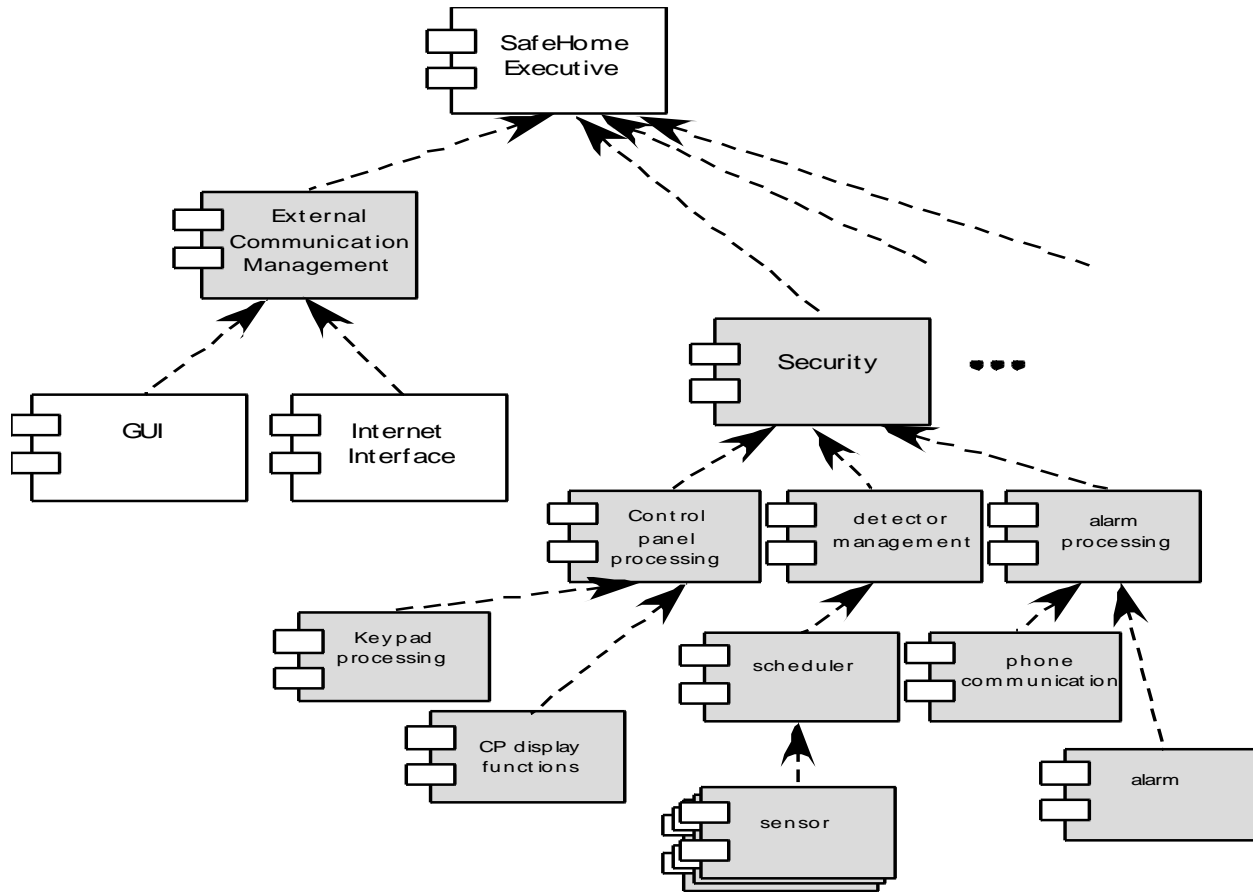 SafeHome
Executive
External
Communication
Management
Security
GUI
Internet
Interface
Control
panel
processing
detector
management
alarm
processing
Keypad
processing
scheduler
phone
communication
CP display
functions
alarm
sensor